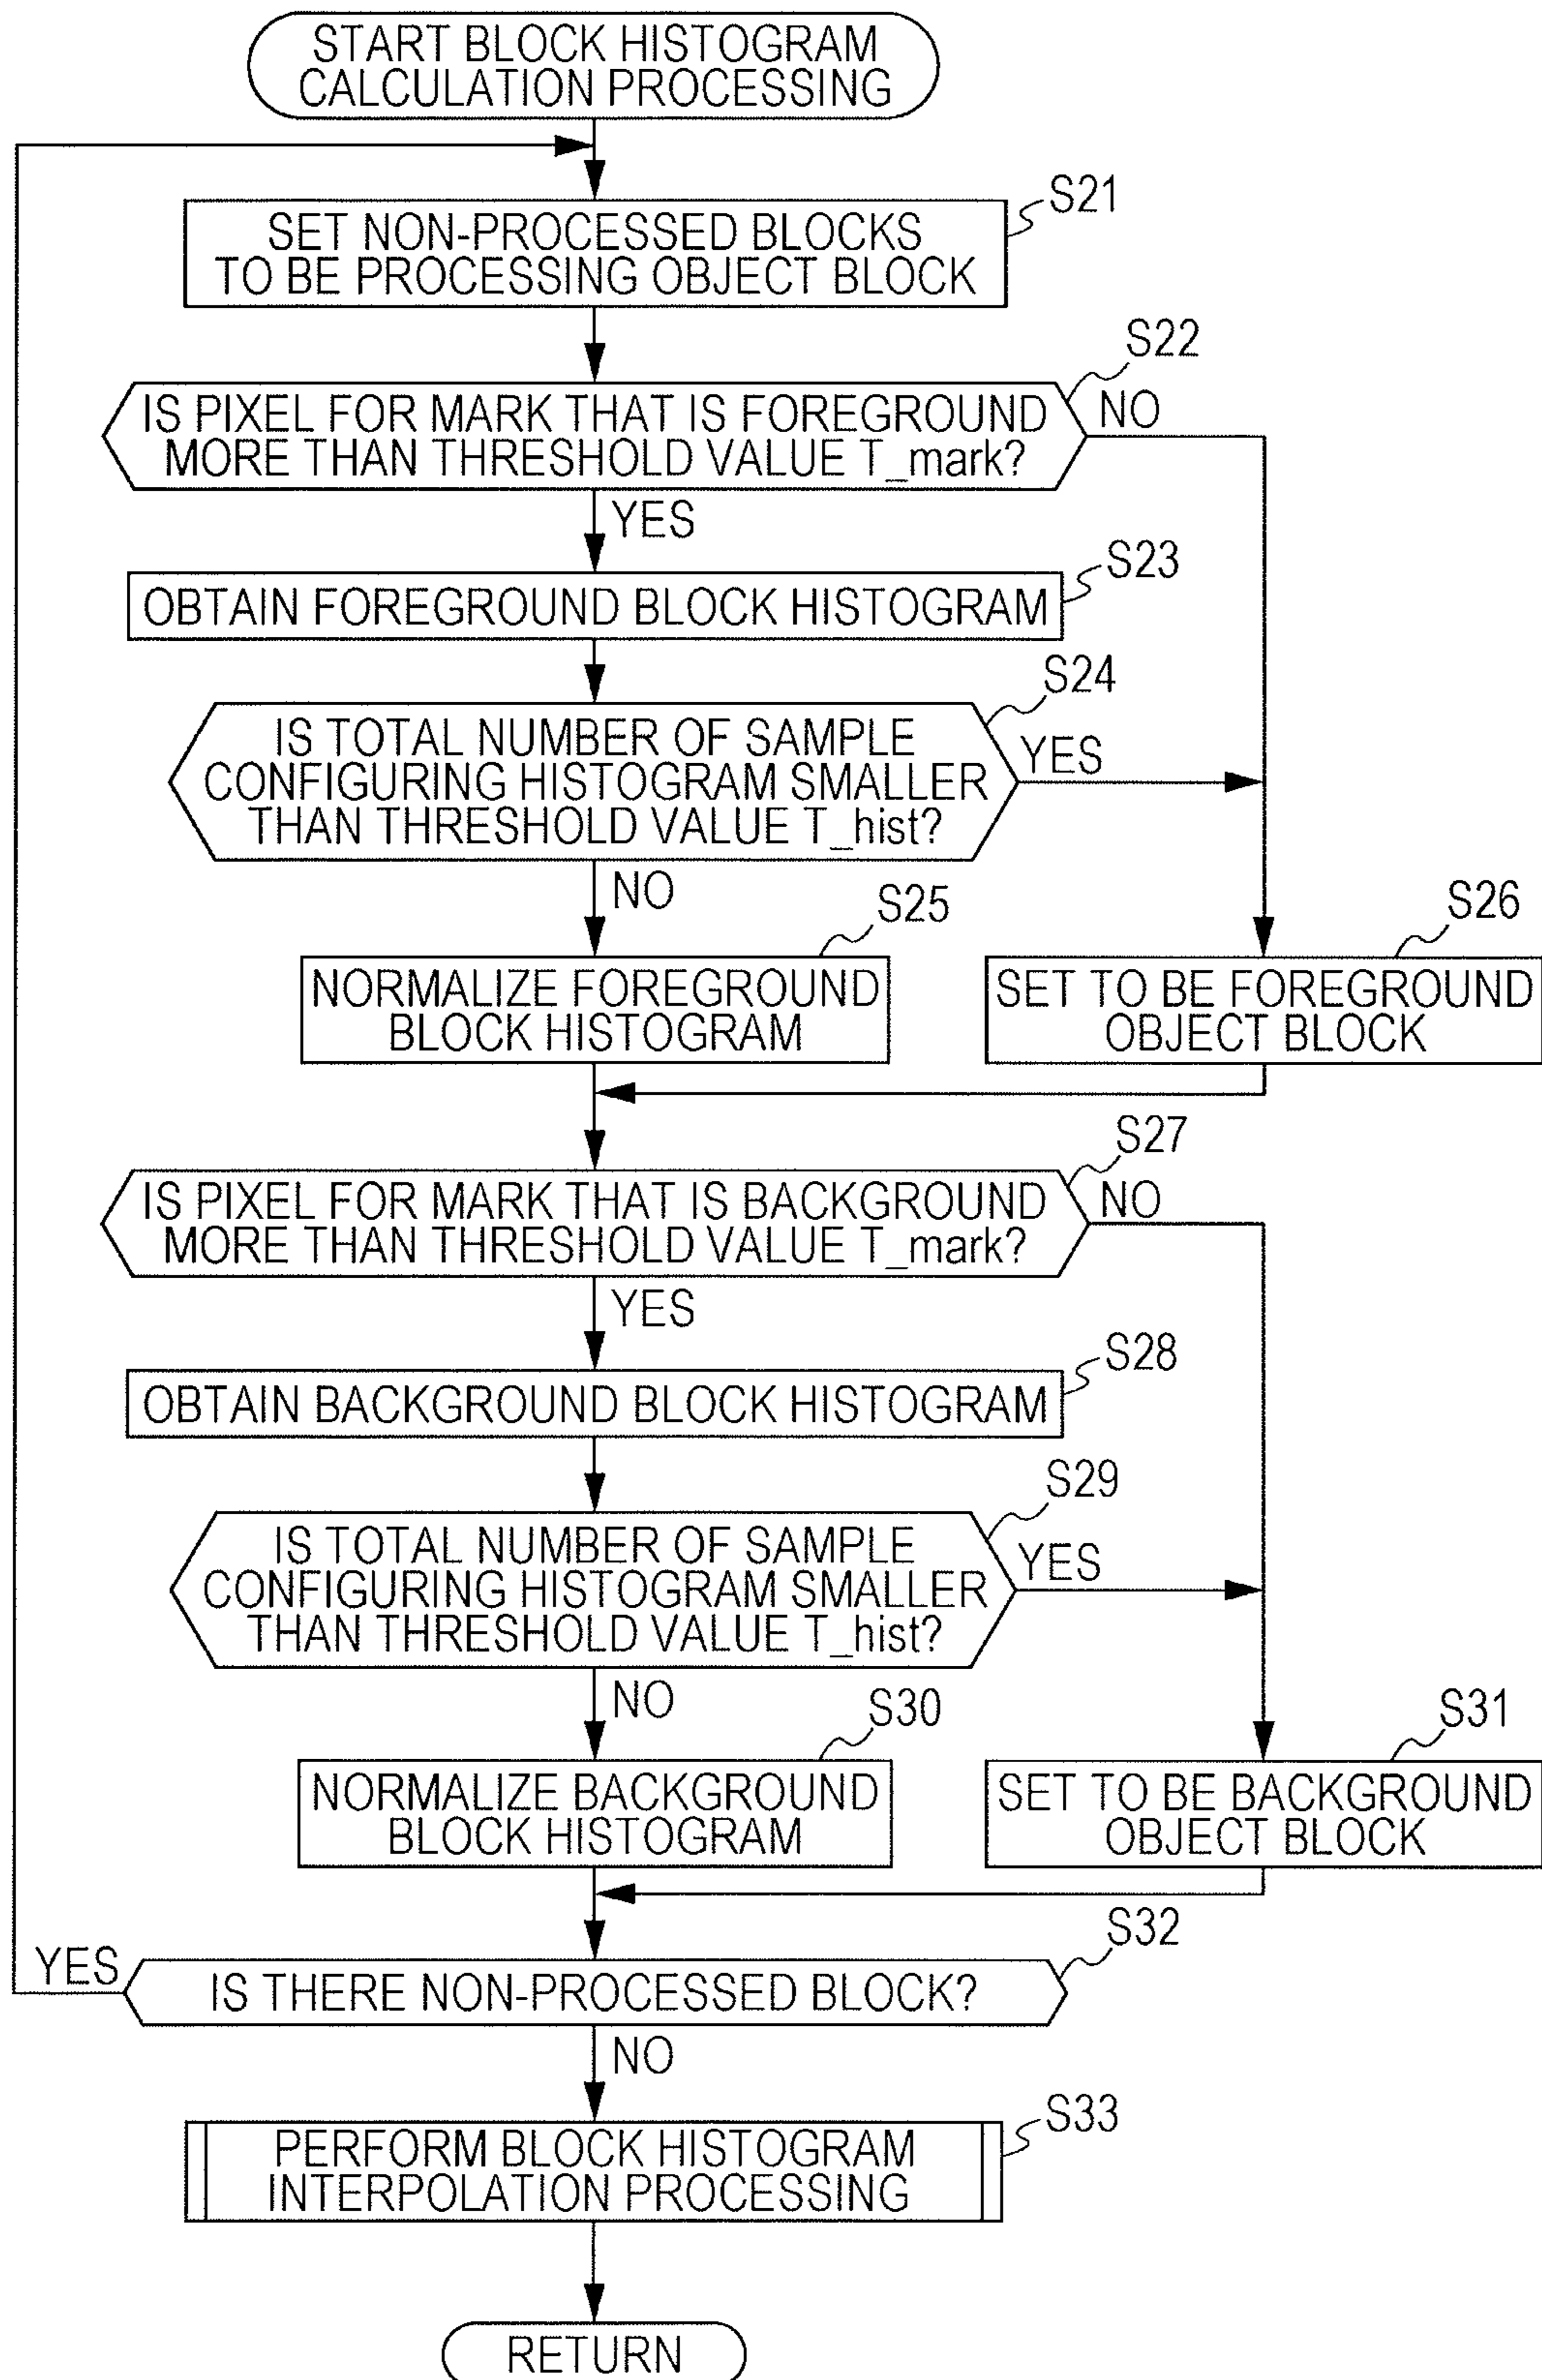 START BLOCK HISTOGRAM
CALCULATION PROCESSING
S21
SET NON-PROCESSED BLOCKS
TO BE PROCESSING OBJECT BLOCK
S22
IS PIXEL FOR MARK THAT IS FOREGROUND
MORE THAN THRESHOLD VALUE T_mark?
NO
YES
S23
OBTAIN FOREGROUND BLOCK HISTOGRAM
S24
IS TOTAL NUMBER OF SAMPLE
CONFIGURING HISTOGRAM SMALLER
THAN THRESHOLD VALUE T_hist?
YES
NO
S25
S26
NORMALIZE FOREGROUND
BLOCK HISTOGRAM
SET TO BE FOREGROUND
OBJECT BLOCK
S27
IS PIXEL FOR MARK THAT IS BACKGROUND
MORE THAN THRESHOLD VALUE T_mark?
NO
YES
S28
OBTAIN BACKGROUND BLOCK HISTOGRAM
S29
IS TOTAL NUMBER OF SAMPLE
CONFIGURING HISTOGRAM SMALLER
THAN THRESHOLD VALUE T_hist?
YES
NO
S30
S31
NORMALIZE BACKGROUND
BLOCK HISTOGRAM
SET TO BE BACKGROUND
OBJECT BLOCK
S32
YES
IS THERE NON-PROCESSED BLOCK?
NO
S33
PERFORM BLOCK HISTOGRAM
INTERPOLATION PROCESSING
RETURN